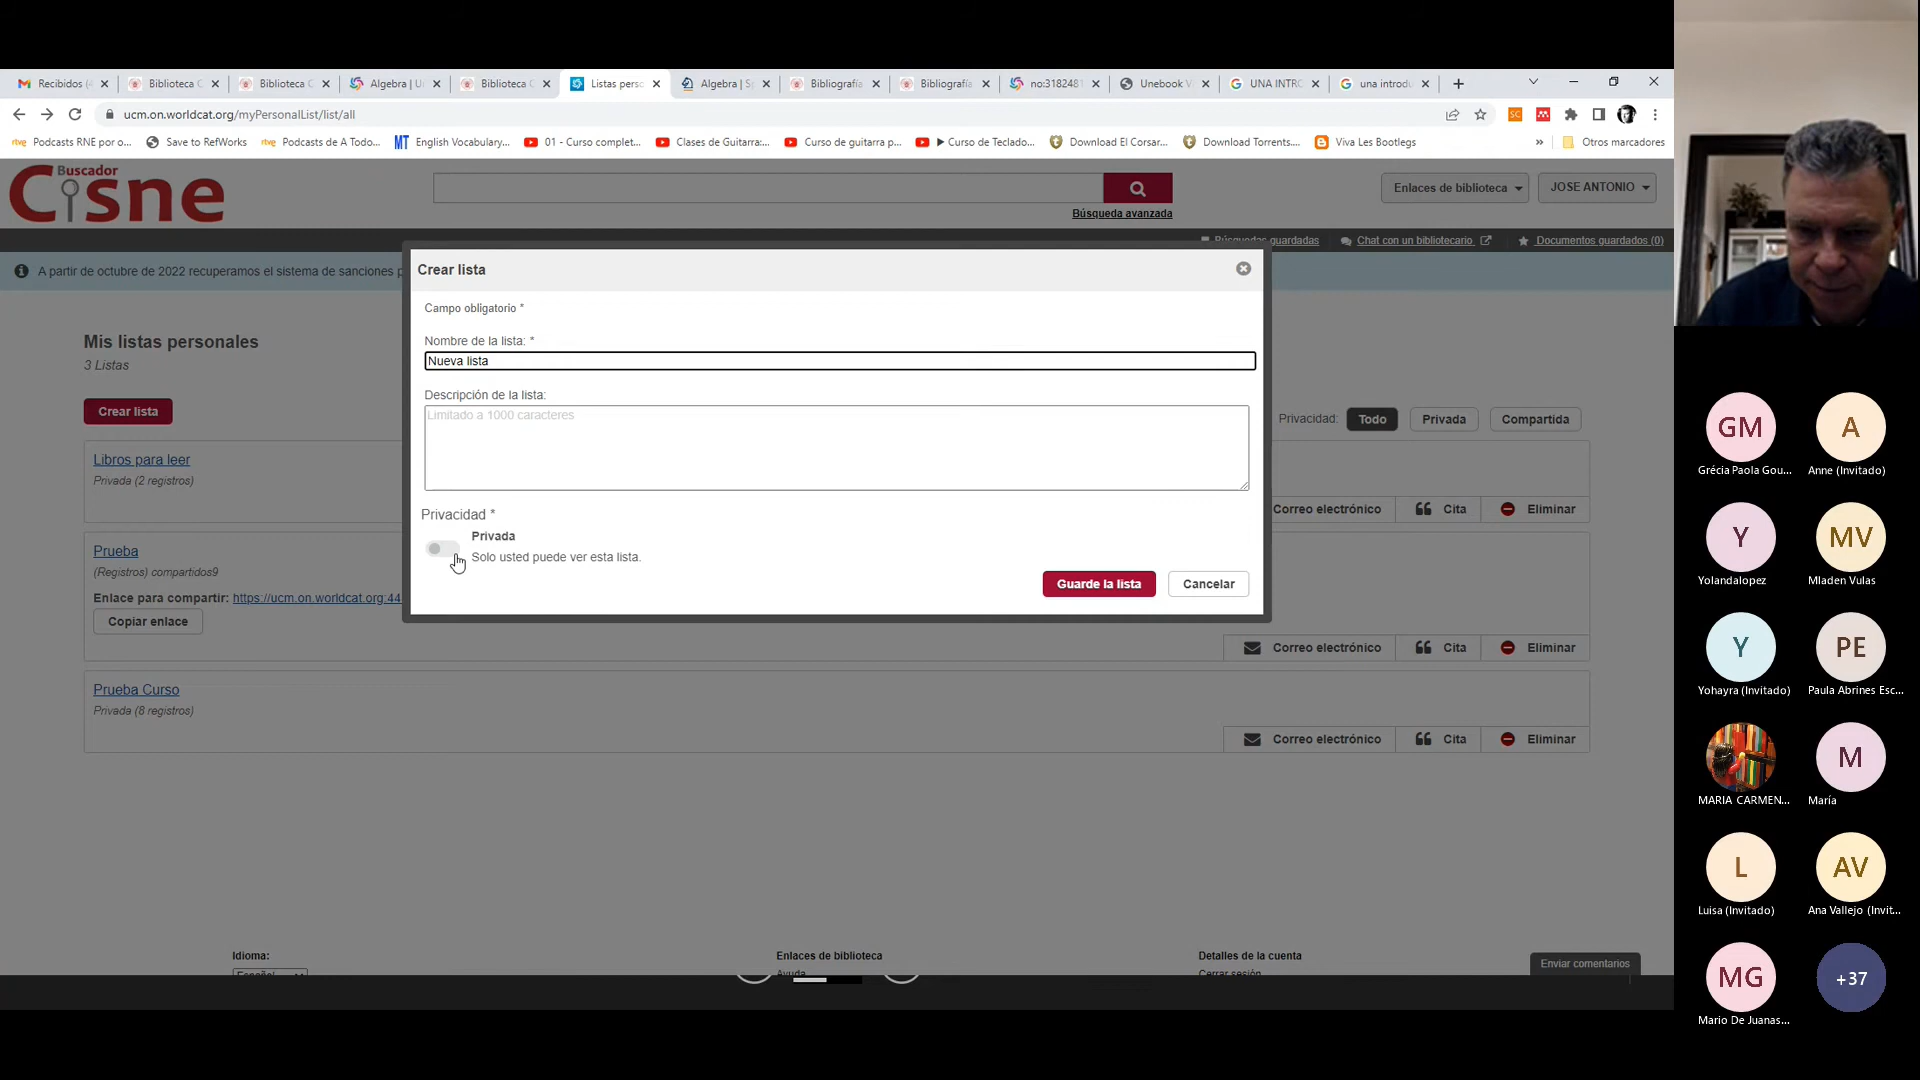 Recibidos (4
Biblioteca C
Biblioteca C
Algebra | U
Biblioteca C
Listas perso
Algebra | S
Bibliografía
Bibliografía
no:3182481
Unebook V
UNA INTRO
una introdu
ucm.on.worldcat.org/myPersonalList/list/all
Podcasts RNE por o...
Save to RefWorks
Podcasts de A Todo...
MT English Vocabulary...
01 - Curso complet...
Clases de Guitarra:...
Curso de guitarra p...
Curso de Teclado...
Download El Corsar...
Download Torrents....
Viva Les Bootlegs
»
Otros marcadores
Buscador
Cisne
Búsqueda avanzada
Enlaces de biblioteca
JOSE ANTONIO
Búsquedas guardadas
Chat con un bibliotecario
Documentos guardados (0)
A partir de octubre de 2022 recuperamos el sistema de sanciones p
Crear lista
Campo obligatorio *
Nombre de la lista: *
Nueva lista
Descripción de la lista:
Limitado a 1000 caracteres
Privacidad *
Privada
Solo usted puede ver esta lista.
Guarde la lista
Cancelar
Mis listas personales
3 Listas
Crear lista
Privacidad: Todo Privada Compartida
Libros para leer
Privada (2 registros)
Correo electrónico Cita Eliminar
Prueba
(Registros) compartidos9
Enlace para compartir: https://ucm.on.worldcat.org:44
Copiar enlace
Correo electrónico Cita Eliminar
Prueba Curso
Privada (8 registros)
Correo electrónico Cita Eliminar
Idioma:
Español
Enlaces de biblioteca
Ayuda
Detalles de la cuenta
Cerrar sesión
Enviar comentarios
GM
Grécia Paola Gou...
A
Anne (Invitado)
Y
Yolandalopez
MV
Mladen Vulas
Y
Yohayra (Invitado)
PE
Paula Abrines Esc...
MARIA CARMEN...
M
María
L
Luisa (Invitado)
AV
Ana Vallejo (Invit...
MG
Mario De Juanas...
+37